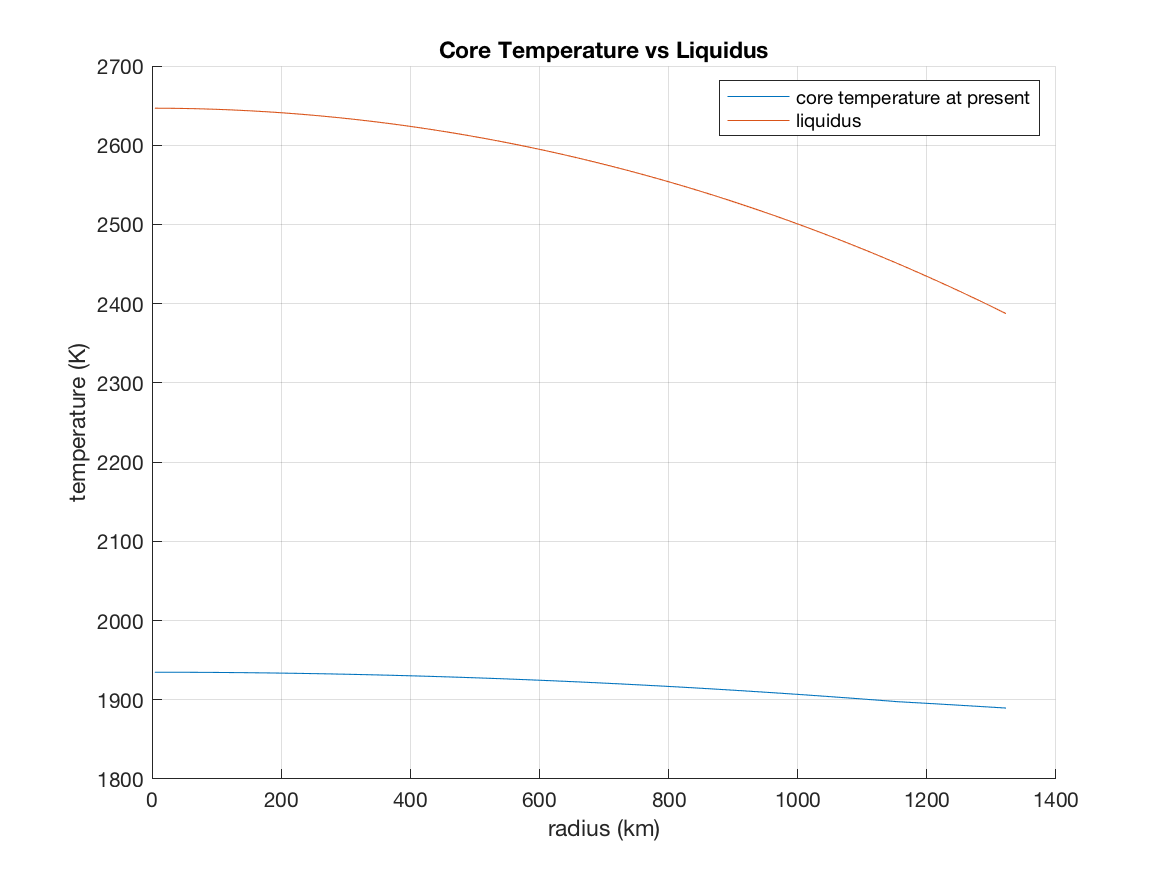 Core Temperature vs Liquidus
core temperature at present
liquidus
2700
2600
2500
2400
2300
2200
2100
2000
1900
1800
temperature (K)
0 200 400 600 800 1000 1200 1400
radius (km)